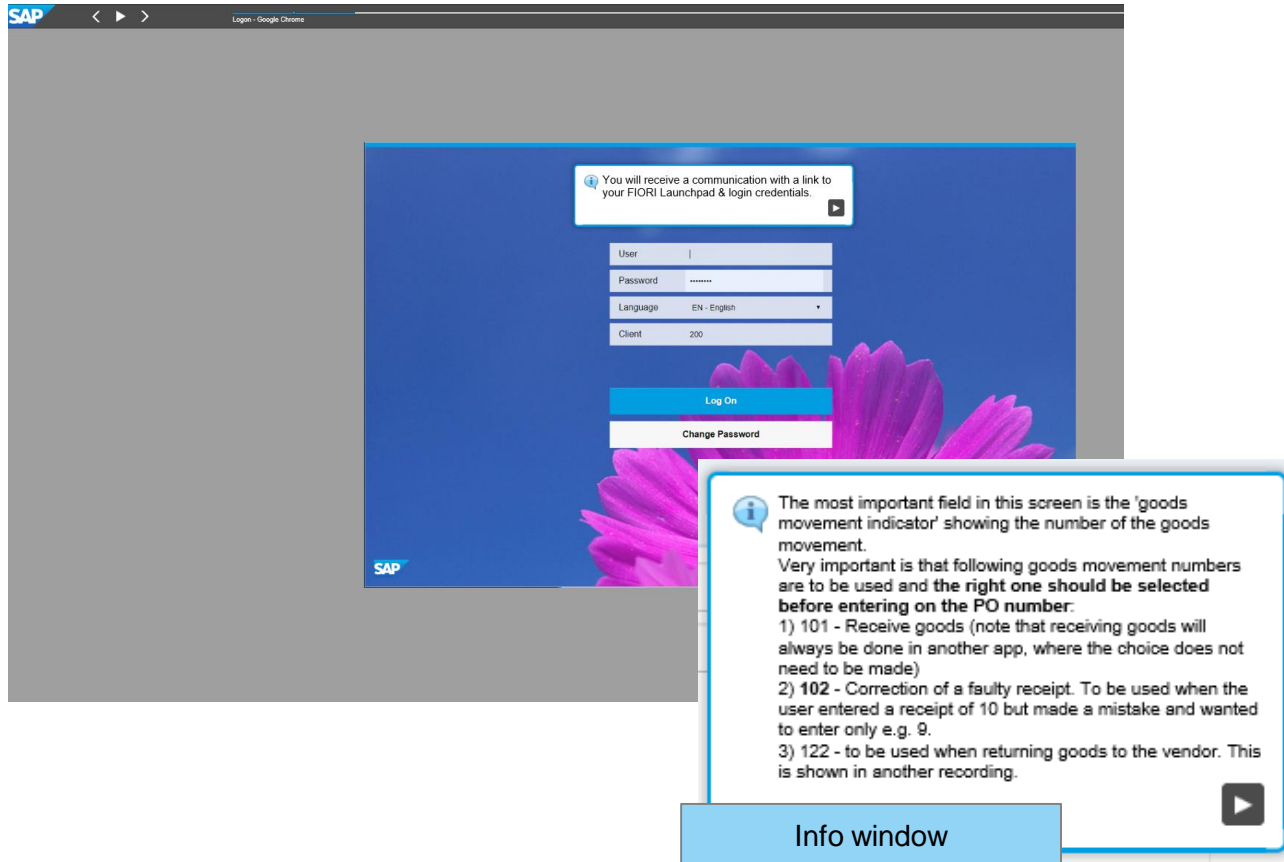 SAP
Logon - Google Chrome
You will receive a communication with a link to
your FIORI Launchpad & login credentials.
User
Password ········
Language EN - English
Client 200
Log On
Change Password
SAP
The most important field in this screen is the 'goods
movement indicator' showing the number of the goods
movement.
Very important is that following goods movement numbers
are to be used and the right one should be selected
before entering on the PO number:
1) 101 - Receive goods (note that receiving goods will
always be done in another app, where the choice does not
need to be made)
2) 102 - Correction of a faulty receipt. To be used when the
user entered a receipt of 10 but made a mistake and wanted
to enter only e.g. 9.
3) 122 - to be used when returning goods to the vendor. This
is shown in another recording.
Info window